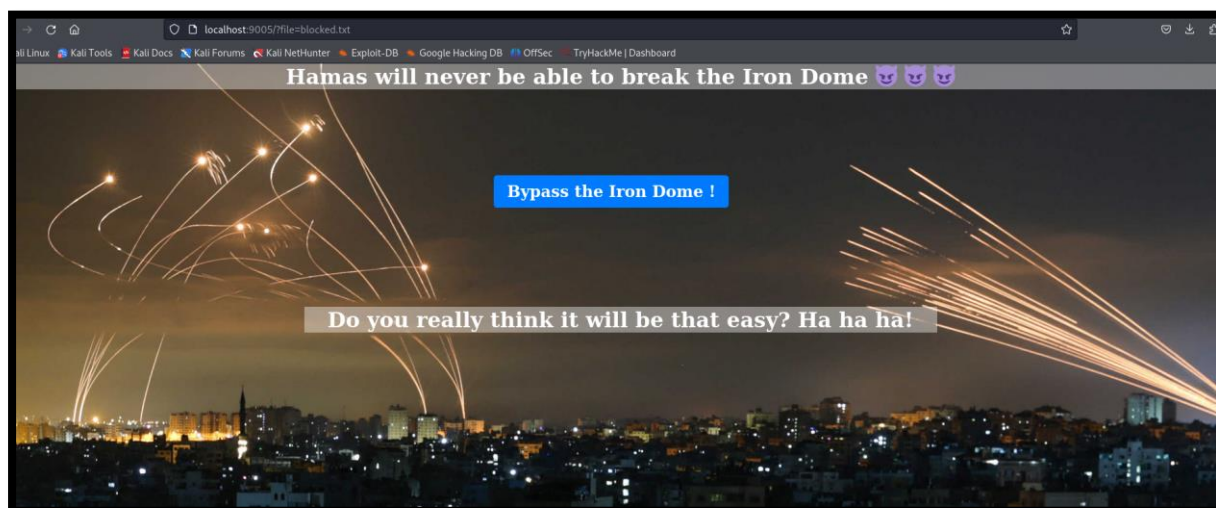 localhost:9005/?file=blocked.txt
ali Linux Kali Tools Kali Docs Kali Forums Kali NetHunter Exploit-DB Google Hacking DB OffSec TryHackMe | Dashboard
Hamas will never be able to break the Iron Dome 😈 😈 😈
Bypass the Iron Dome !
Do you really think it will be that easy? Ha ha ha!